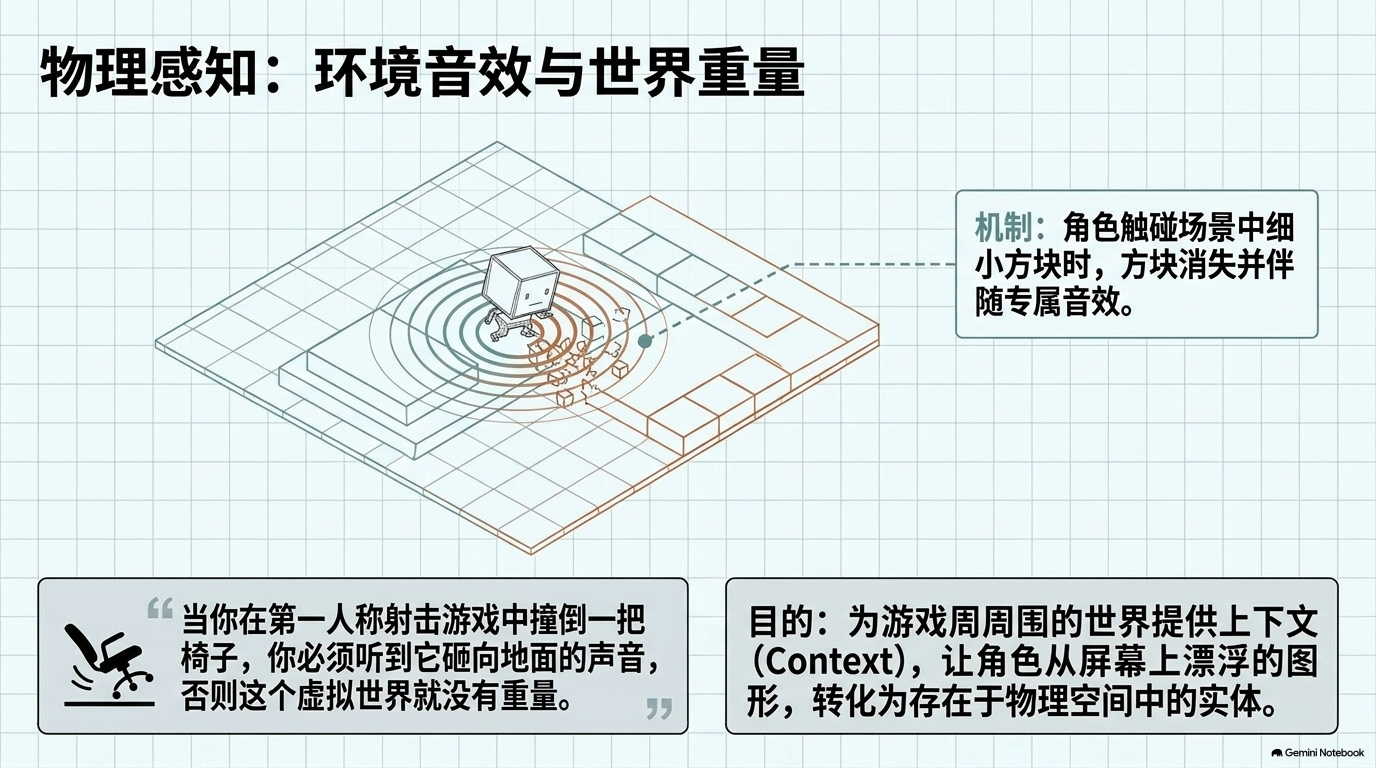 物理感知：环境音效与世界重量
机制：角色触碰场景中细
小方块时，方块消失并伴
随专属音效。
“当你在第一人称射击游戏中撞倒一把
椅子，你必须听到它砸向地面的声音，
否则这个虚拟世界就没有重量。”
目的：为游戏周周围的世界提供上下文
（Context），让角色从屏幕上漂浮的图
形，转化为存在于物理空间中的实体。
Gemini Notebook